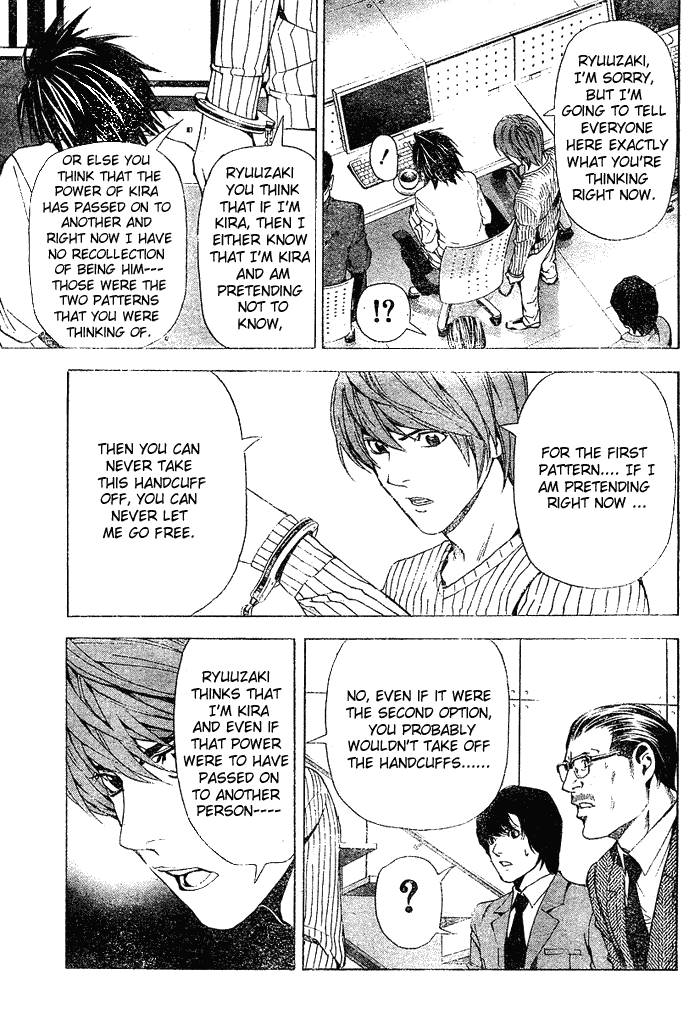 RYUUZAKI,
I'M SORRY,
BUT I'M
GOING TO TELL
EVERYONE
HERE EXACTLY
WHAT YOU'RE
THINKING
RIGHT NOW.
!
!?
RYUUZAKI
YOU THINK
THAT IF I'M
KIRA, THEN I
EITHER KNOW
THAT I'M KIRA
AND AM
PRETENDING
NOT TO
KNOW,
OR ELSE YOU
THINK THAT THE
POWER OF KIRA
HAS PASSED ON TO
ANOTHER AND
RIGHT NOW I HAVE
NO RECOLLECTION
OF BEING HIM---
THOSE WERE THE
TWO PATTERNS
THAT YOU WERE
THINKING OF.
FOR THE FIRST
PATTERN.... IF I
AM PRETENDING
RIGHT NOW ...
THEN YOU CAN
NEVER TAKE
THIS HANDCUFF
OFF, YOU CAN
NEVER LET
ME GO FREE.
NO, EVEN IF IT WERE
THE SECOND OPTION,
YOU PROBABLY
WOULDN'T TAKE OFF
THE HANDCUFFS......
?
RYUUZAKI
THINKS THAT
I'M KIRA
AND EVEN IF
THAT POWER
WERE TO HAVE
PASSED ON
TO ANOTHER
PERSON----